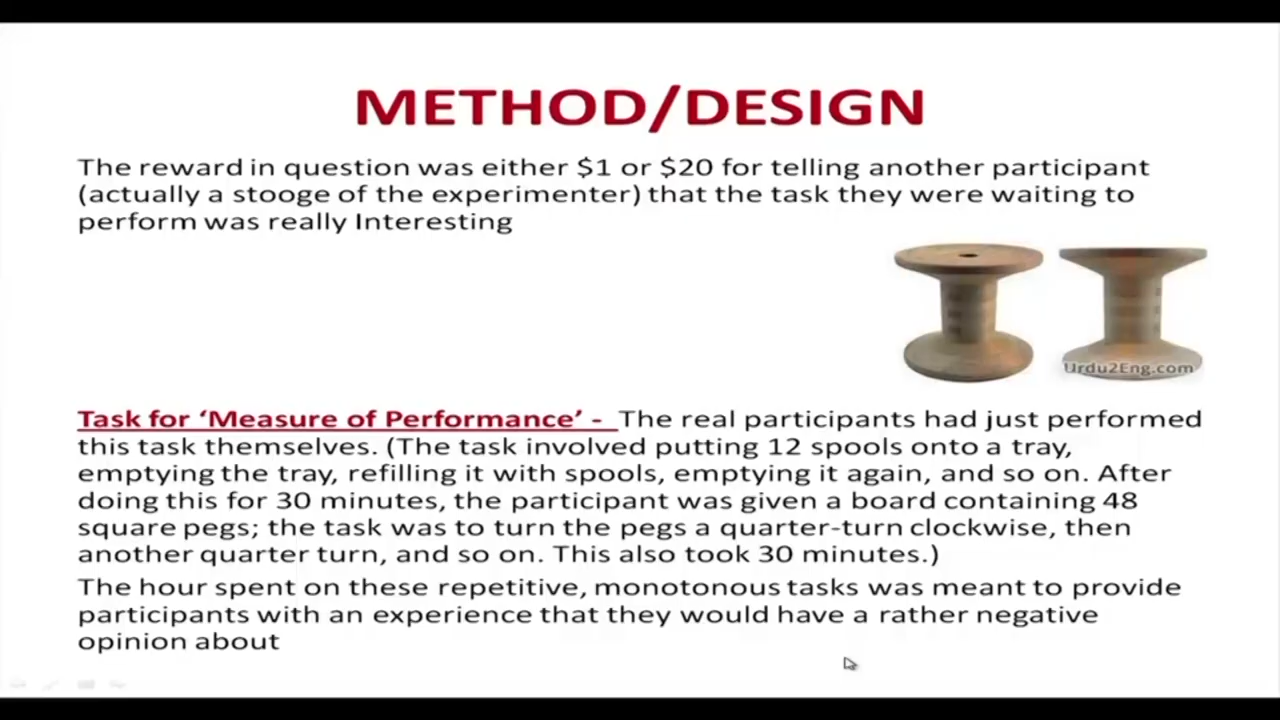 METHOD/DESIGN
The reward in question was either $1 or $20 for telling another participant
(actually a stooge of the experimenter) that the task they were waiting to
perform was really Interesting
Urdu2Eng.com
Task for ‘Measure of Performance’ - The real participants had just performed
this task themselves. (The task involved putting 12 spools onto a tray,
emptying the tray, refilling it with spools, emptying it again, and so on. After
doing this for 30 minutes, the participant was given a board containing 48
square pegs; the task was to turn the pegs a quarter-turn clockwise, then
another quarter turn, and so on. This also took 30 minutes.)
The hour spent on these repetitive, monotonous tasks was meant to provide
participants with an experience that they would have a rather negative
opinion about